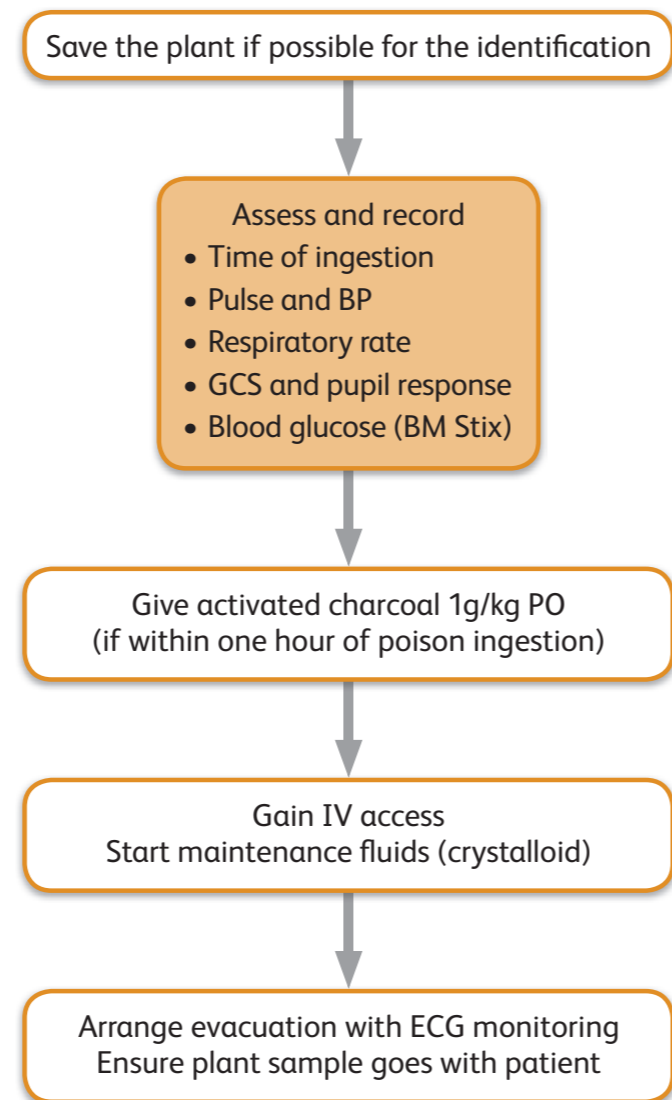 Save the plant if possible for the identification
Assess and record
• Time of ingestion
• Pulse and BP
• Respiratory rate
• GCS and pupil response
• Blood glucose (BM Stix)
Give activated charcoal 1g/kg PO
(if within one hour of poison ingestion)
Gain IV access
Start maintenance fluids (crystalloid)
Arrange evacuation with ECG monitoring
Ensure plant sample goes with patient